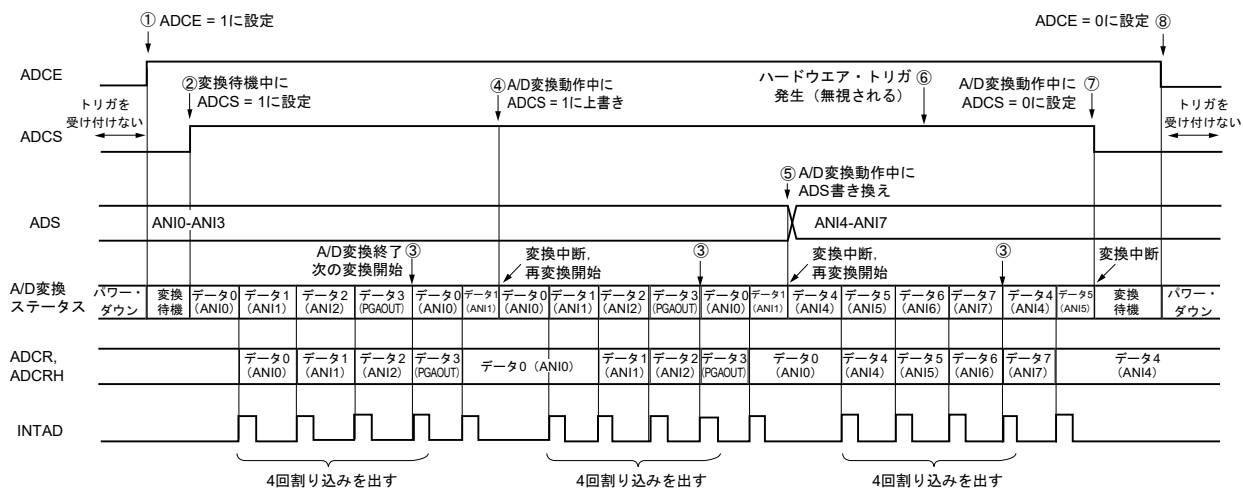 ① ADCE = 1に設定
ADCE = 0に設定 ⑧
ADCE
②変換待機中に
ADCS = 1に設定
④A/D変換動作中に
ADCS = 1に上書き
ハードウエア・トリガ ⑥
発生（無視される）
A/D変換動作中に ⑦
ADCS = 0に設定
トリガを
受け付けない
トリガを
受け付けない
ADCS
⑤A/D変換動作中に
ADS書き換え
ADS
ANI0-ANI3
ANI4-ANI7
A/D変換終了 ③
次の変換開始
変換中断,
再変換開始
③
変換中断,
再変換開始
③
変換中断
A/D変換
ステータス
パワー・
ダウン
変換
待機
データ0
(ANI0)
データ1
(ANI1)
データ2
(ANI2)
データ3
(PGAOUT)
データ0
(ANI0)
データ1
(ANI1)
データ0
(ANI0)
データ1
(ANI1)
データ2
(ANI2)
データ3
(PGAOUT)
データ0
(ANI0)
データ1
(ANI1)
データ4
(ANI4)
データ5
(ANI5)
データ6
(ANI6)
データ7
(ANI7)
データ4
(ANI4)
データ5
(ANI5)
変換
待機
パワー・
ダウン
ADCR,
ADCRH
データ0
(ANI0)
データ1
(ANI1)
データ2
(ANI2)
データ3
(PGAOUT)
データ0 (ANI0)
データ1
(ANI1)
データ2
(ANI2)
データ3
(PGAOUT)
データ0
(ANI0)
データ4
(ANI4)
データ5
(ANI5)
データ6
(ANI6)
データ7
(ANI7)
データ4
(ANI4)
INTAD
4回割り込みを出す
4回割り込みを出す
4回割り込みを出す